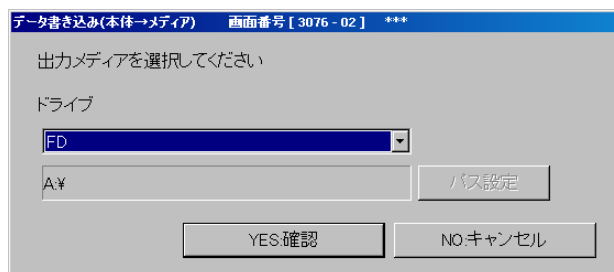 データ書き込み(本体→メディア) 画面番号 [ 3076 - 02 ] ***
出力メディアを選択してください
ドライブ
FD
A:¥
パス設定
YES:確認
NO:キャンセル